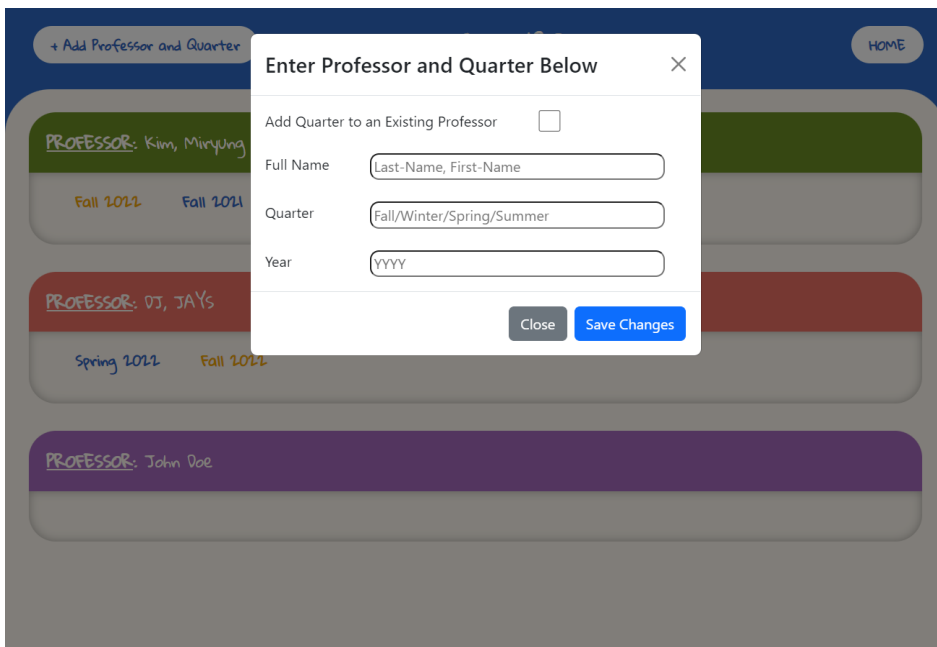 + Add Professor and Quarter
HOME
Enter Professor and Quarter Below
Add Quarter to an Existing Professor
Full Name
Last-Name, First-Name
Quarter
Fall/Winter/Spring/Summer
Year
YYYY
Close
Save Changes
PROFESSOR: Kim, Miryung
Fall 2022
Fall 2021
PROFESSOR: DJ, JAYs
Spring 2022
Fall 2022
PROFESSOR: John Doe